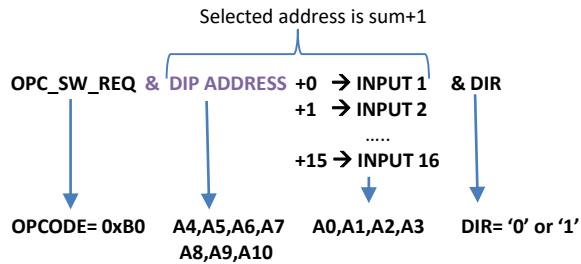 Selected address is sum+1
OPC_SW_REQ & DIP ADDRESS +0 → INPUT 1 & DIR
+1 → INPUT 2
…..
+15 → INPUT 16
OPCODE= 0xB0 A4,A5,A6,A7 A0,A1,A2,A3 DIR= ‘0’ or ‘1’
A8,A9,A10